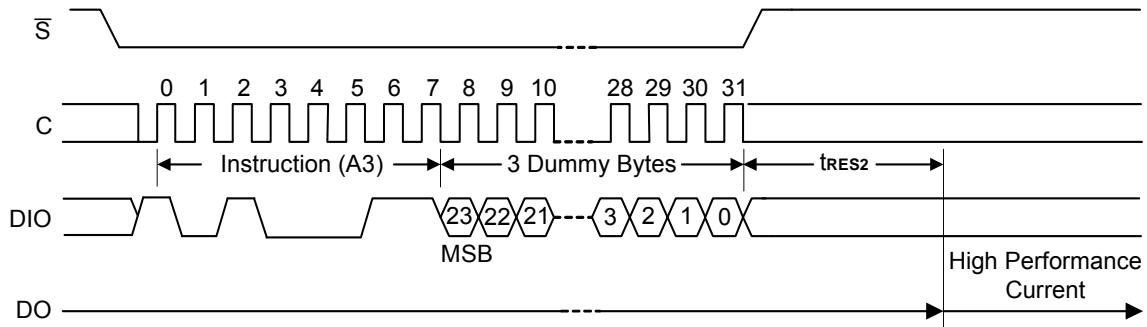 S
0 1 2 3 4 5 6 7 8 9 10 28 29 30 31
C
Instruction (A3) 3 Dummy Bytes tRES2
DIO 23 22 21 3 2 1 0
MSB
High Performance
Current
DO